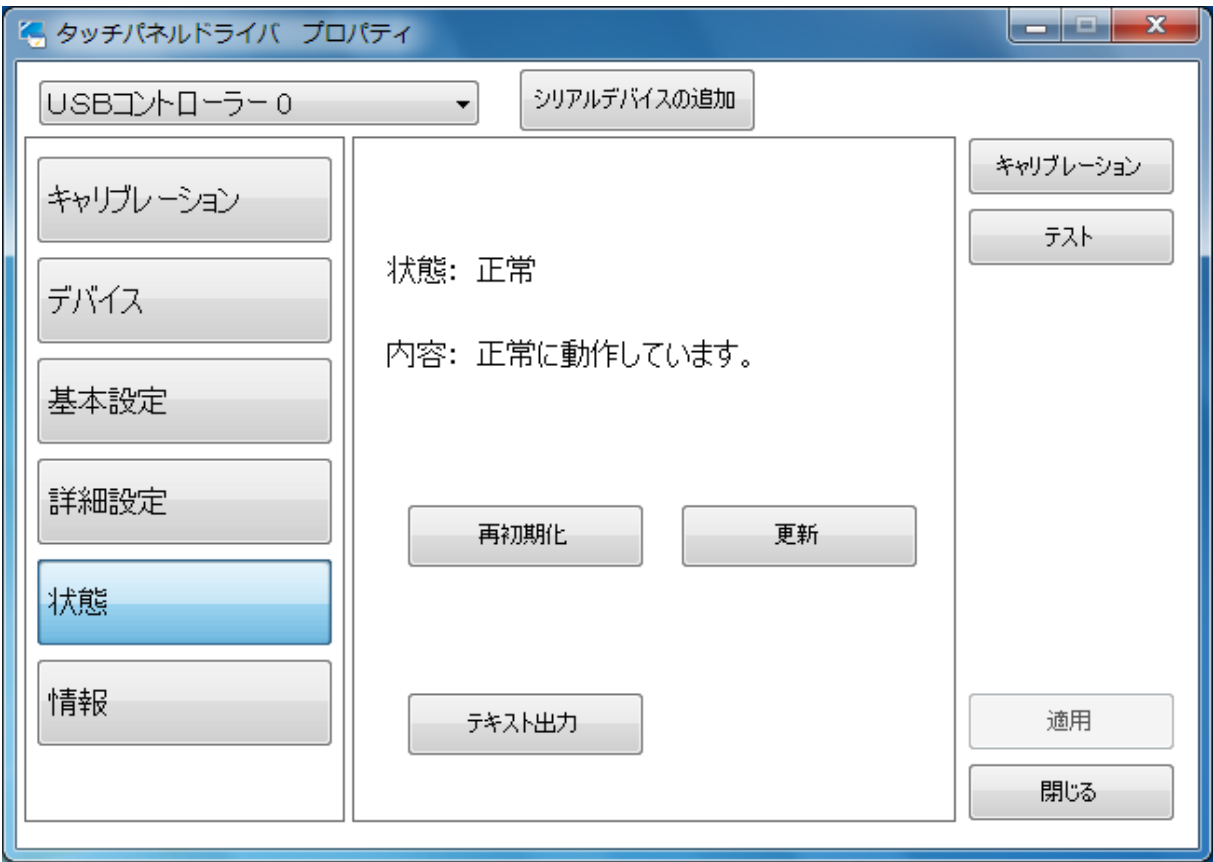 タッチパネルドライバ プロパティ
USBコントローラー0
シリアルデバイスの追加
キャリブレーション
デバイス
基本設定
詳細設定
状態
情報
状態: 正常
内容: 正常に動作しています。
再初期化
更新
テキスト出力
キャリブレーション
テスト
適用
閉じる